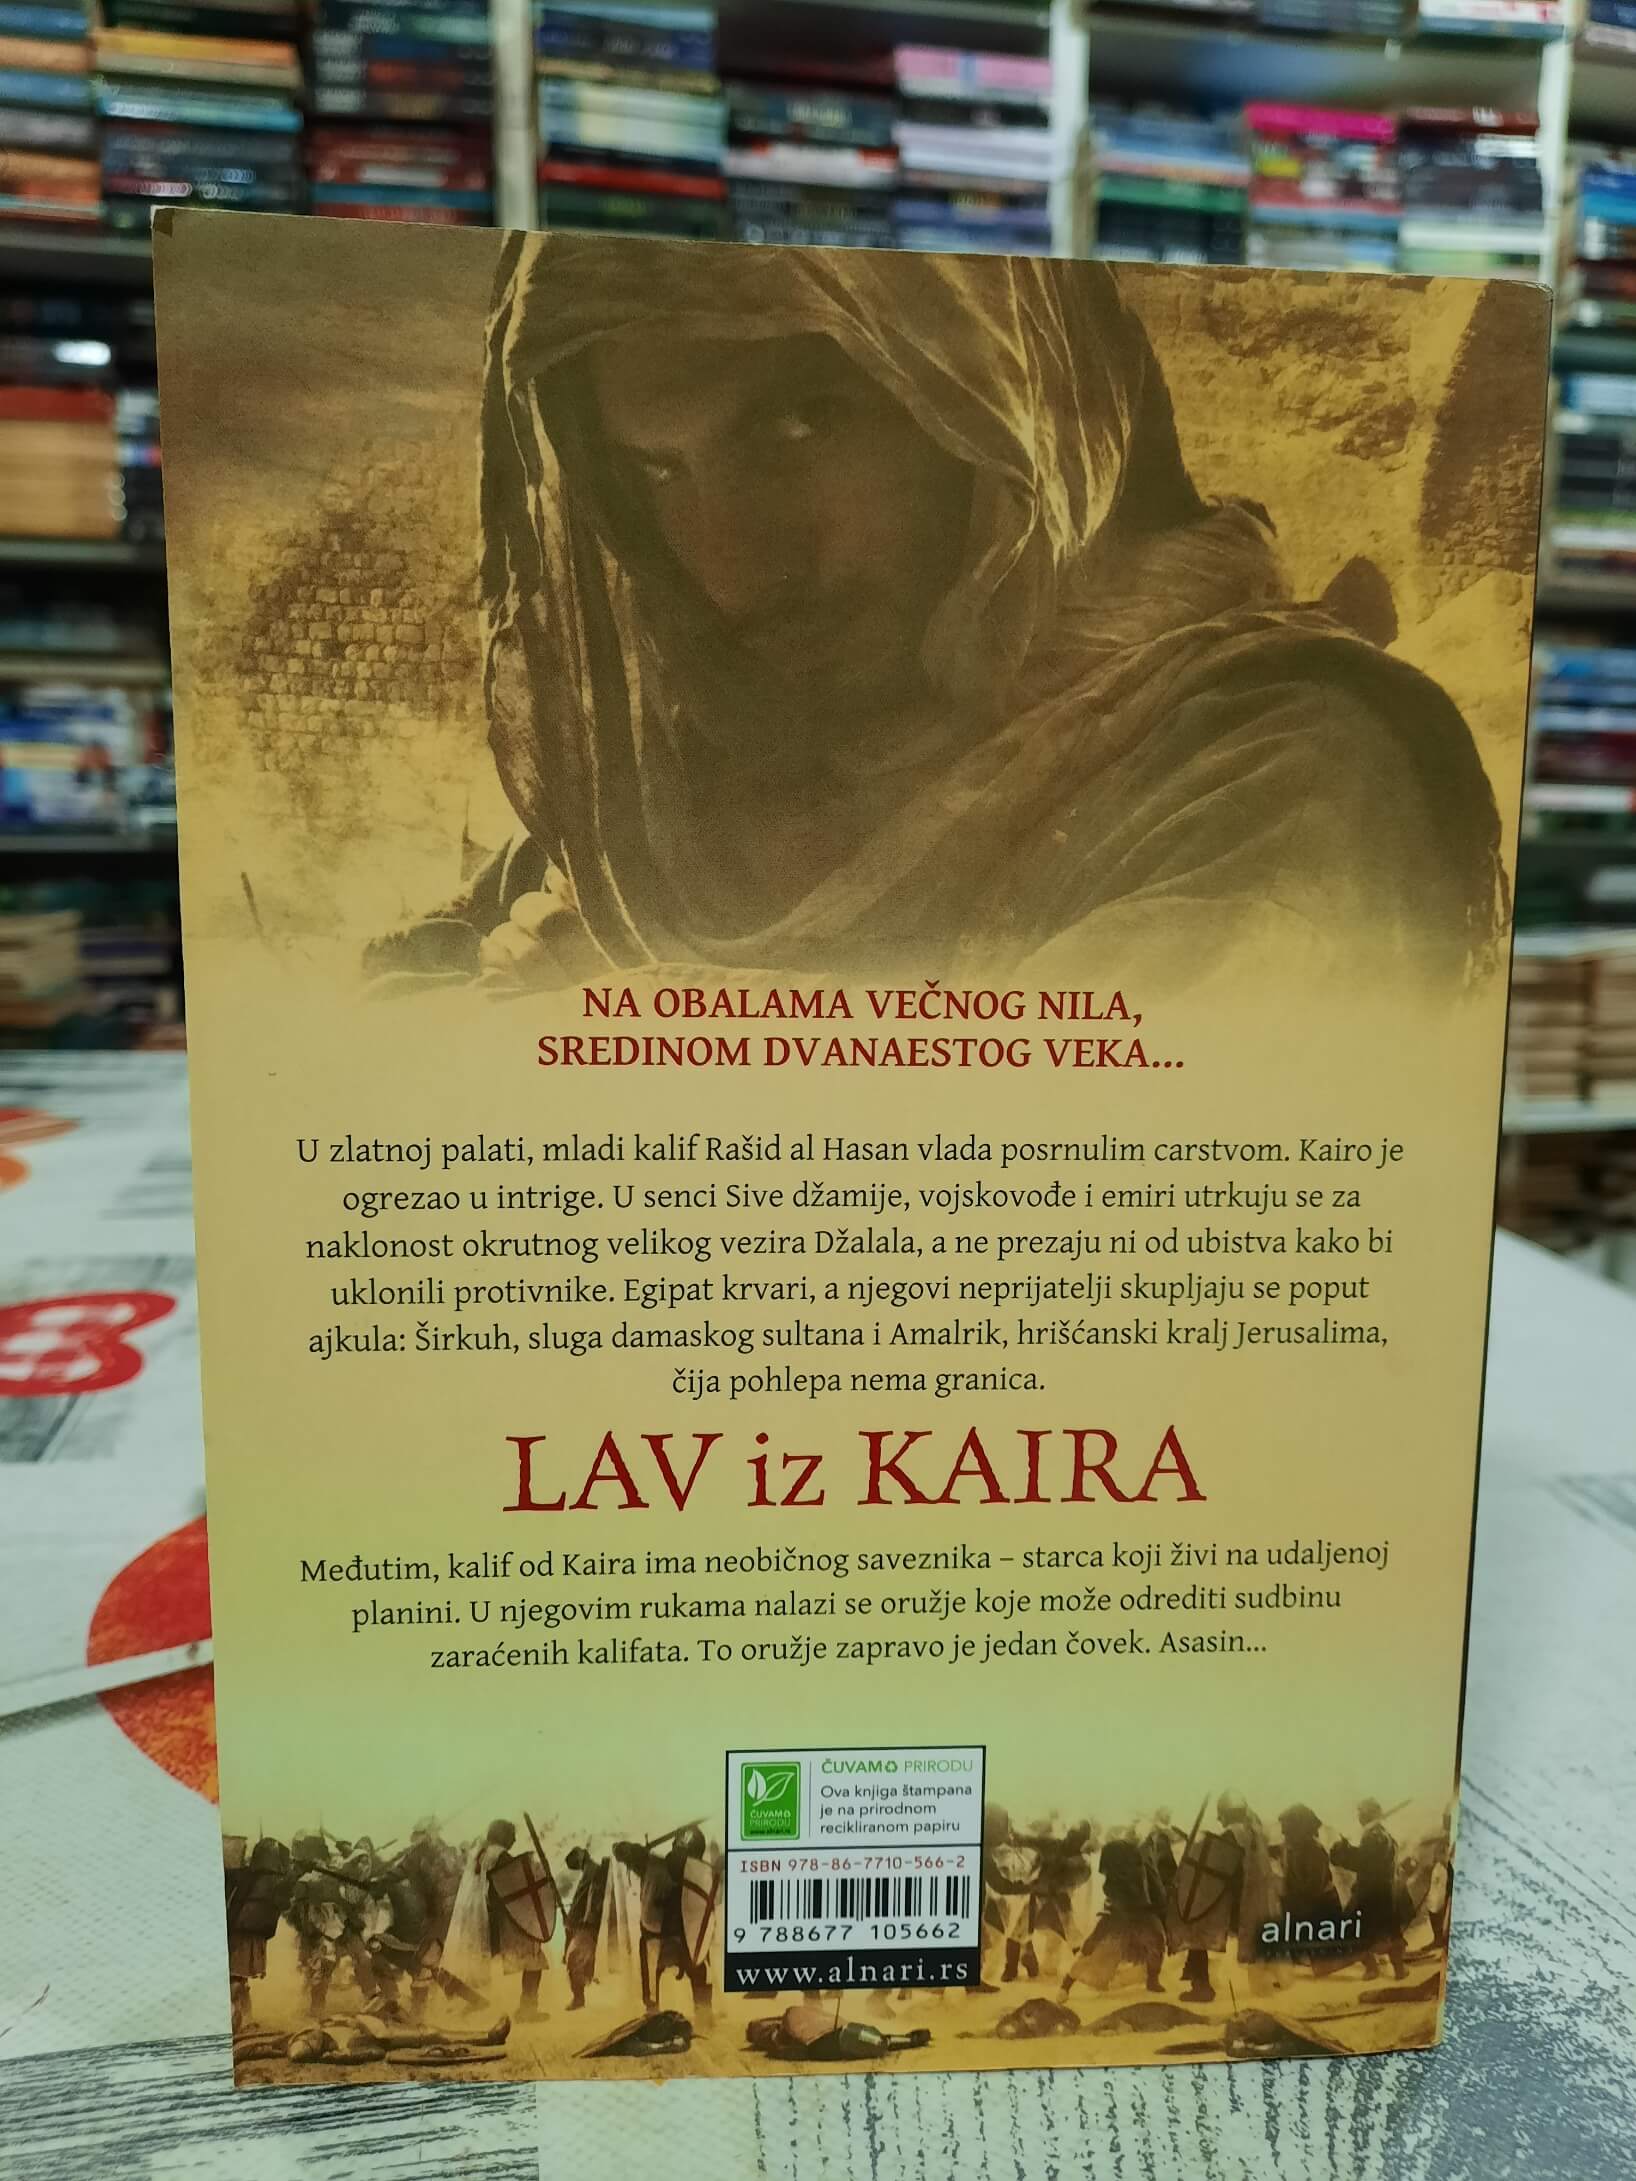 NA OBALAMA VEČNOG NILA,
SREDINOM DVANAESTOG VEKA...
U zlatnoj palati, mladi kalif Rašid al Hasan vlada posrnulim carstvom. Kairo je
ogrezao u intrige. U senci Sive džamije, vojskovođe i emiri utrkuju se za
naklonost okrutnog velikog vezira Džalala, a ne prezaju ni od ubistva kako bi
uklonili protivnike. Egipat krvari, a njegovi neprijatelji skupljaju se poput
ajkula: Širkuh, sluga damaskog sultana i Amalrik, hrišćanski kralj Jerusalima,
čija pohlepa nema granica.
LAV iz KAIRA
Međutim, kalif od Kaira ima neobičnog saveznika – starca koji živi na udaljenoj
planini. U njegovim rukama nalazi se oružje koje može odrediti sudbinu
zaraćenih kalifata. To oružje zapravo je jedan čovek. Asasin...
ČUVAMO PRIRODU
Ova knjiga štampana
je na prirodnom
recikliranom papiru
ČUVAMO
PRIRODU
www.alnari.rs
ISBN 978-86-7710-566-2
9 788677 105662
www.alnari.rs
alnari